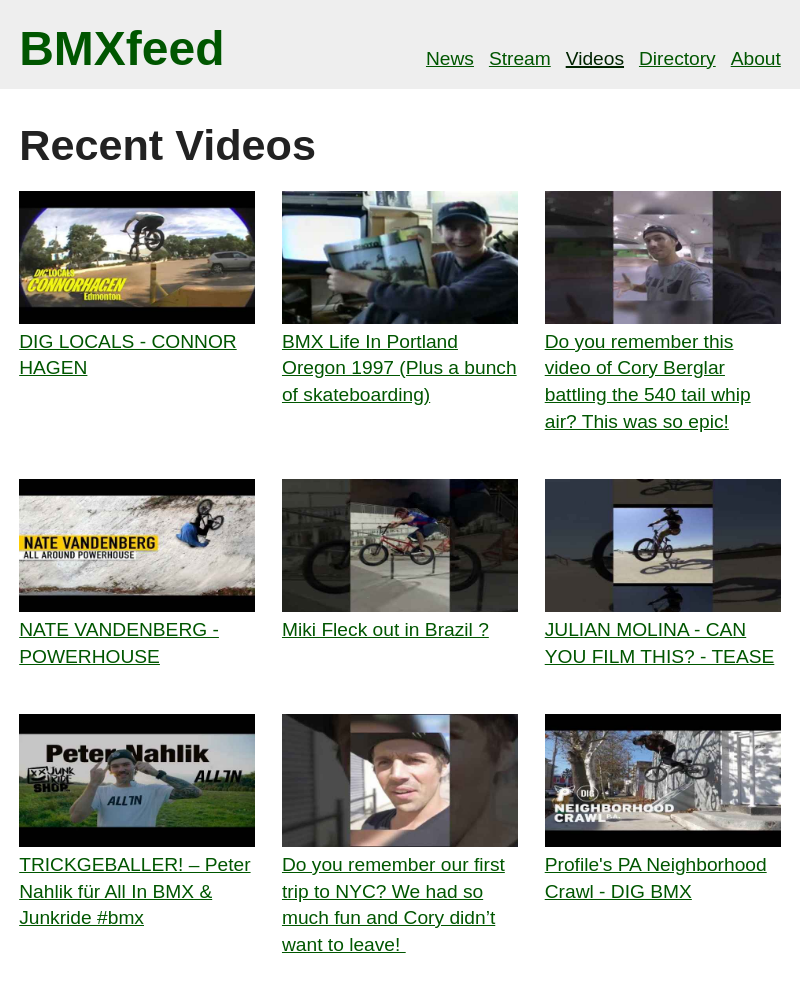 BMXfeed
News Stream Videos Directory About
Recent Videos
DIG LOCALS
CONNORHAGEN
Edmonton
DIG LOCALS - CONNOR
HAGEN
BMX Life In Portland
Oregon 1997 (Plus a bunch
of skateboarding)
Do you remember this
video of Cory Berglar
battling the 540 tail whip
air? This was so epic!
NATE VANDENBERG
ALL AROUND POWERHOUSE
NATE VANDENBERG -
POWERHOUSE
Miki Fleck out in Brazil ?
JULIAN MOLINA - CAN
YOU FILM THIS? - TEASE
Peter Nahlik
JUNK
RIDE
SHOP
ALL IN
ALL IN
TRICKGEBALLER! – Peter
Nahlik für All In BMX &
Junkride #bmx
Do you remember our first
trip to NYC? We had so
much fun and Cory didn’t
want to leave!
P DIG
NEIGHBORHOOD
CRAWL P.A.
Profile's PA Neighborhood
Crawl - DIG BMX